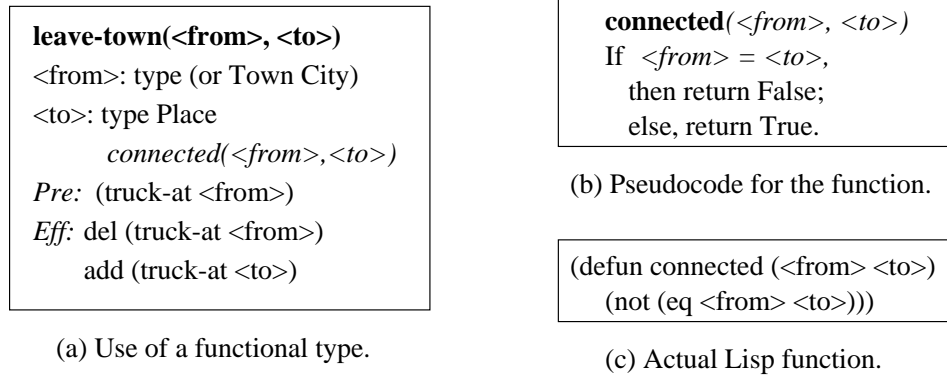 leave-town(<from>, <to>)
<from>: type (or Town City)
<to>: type Place
connected(<from>,<to>)
Pre: (truck-at <from>)
Eff: del (truck-at <from>)
add (truck-at <to>)
(a) Use of a functional type.
connected(<from>, <to>)
If <from> = <to>,
then return False;
else, return True.
(b) Pseudocode for the function.
(defun connected (<from> <to>)
(not (eq <from> <to>)))
(c) Actual Lisp function.